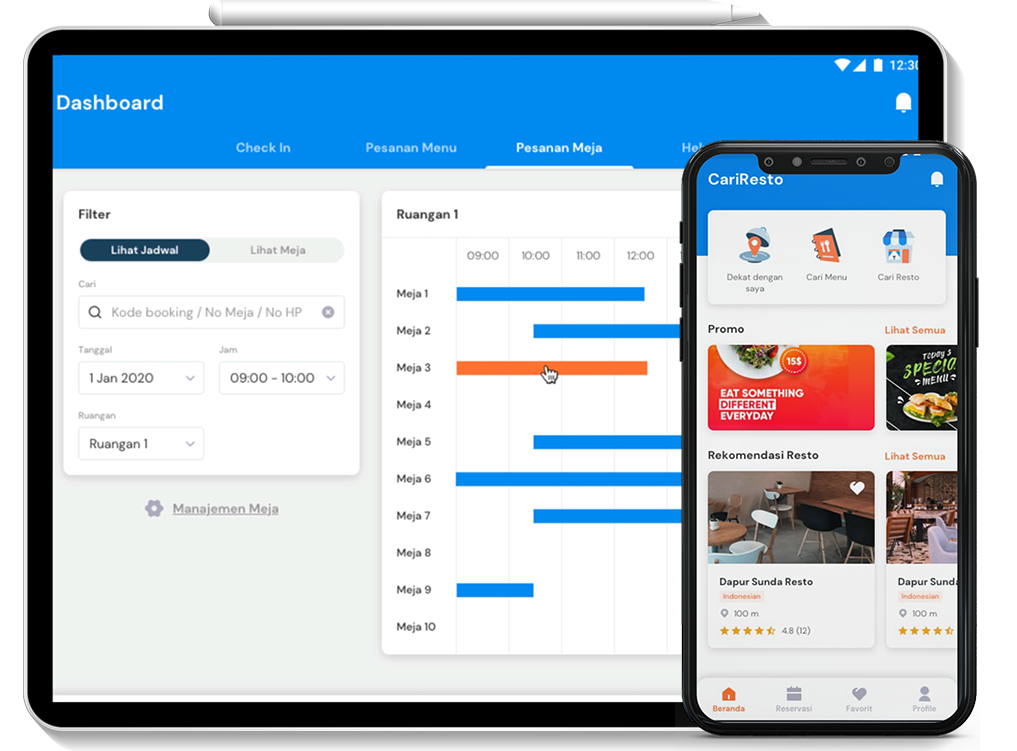 12:30
Dashboard
Check In
Pesanan Menu
Pesanan Meja
Filter
Lihat Jadwal
Lihat Meja
Cari
Kode booking / No Meja / No HP
Tanggal
Jam
1 Jan 2020
09:00 - 10:00
Ruangan
Ruangan 1
Manajemen Meja
Ruangan 1
09:00 10:00 11:00 12:00
Meja 1
Meja 2
Meja 3
Meja 4
Meja 5
Meja 6
Meja 7
Meja 8
Meja 9
Meja 10
CariResto
Dekat dengan
saya
Cari Menu
Cari Resto
Promo
Lihat Semua
15$
EAT SOMETHING
DIFFERENT
EVERYDAY
TODAY'S
SPECIAL
MENU
Rekomendasi Resto
Lihat Semua
Dapur Sunda Resto
Indonesian
100 m
4.8 (12)
Dapur Sunda
Indonesian
100 m
Beranda
Reservasi
Favorit
Profile